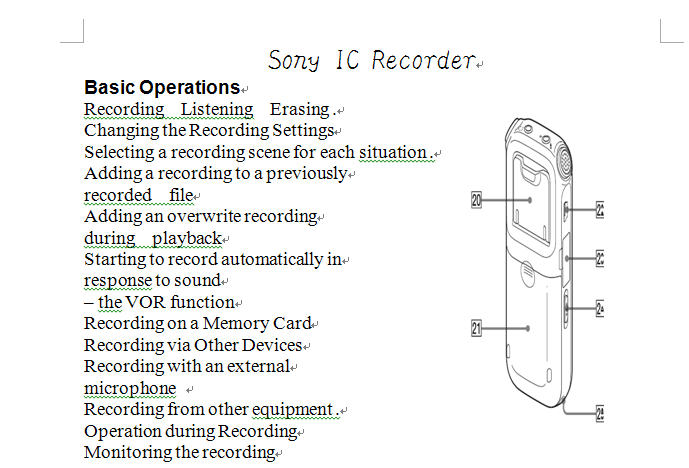 Sony IC Recorder
Basic Operations
Recording Listening Erasing.
Changing the Recording Settings
Selecting a recording scene for each situation.
Adding a recording to a previously
recorded file
Adding an overwrite recording
during playback
Starting to record automatically in
response to sound
– the VOR function
Recording on a Memory Card
Recording via Other Devices
Recording with an external
microphone
Recording from other equipment.
Operation during Recording
Monitoring the recording
20
21